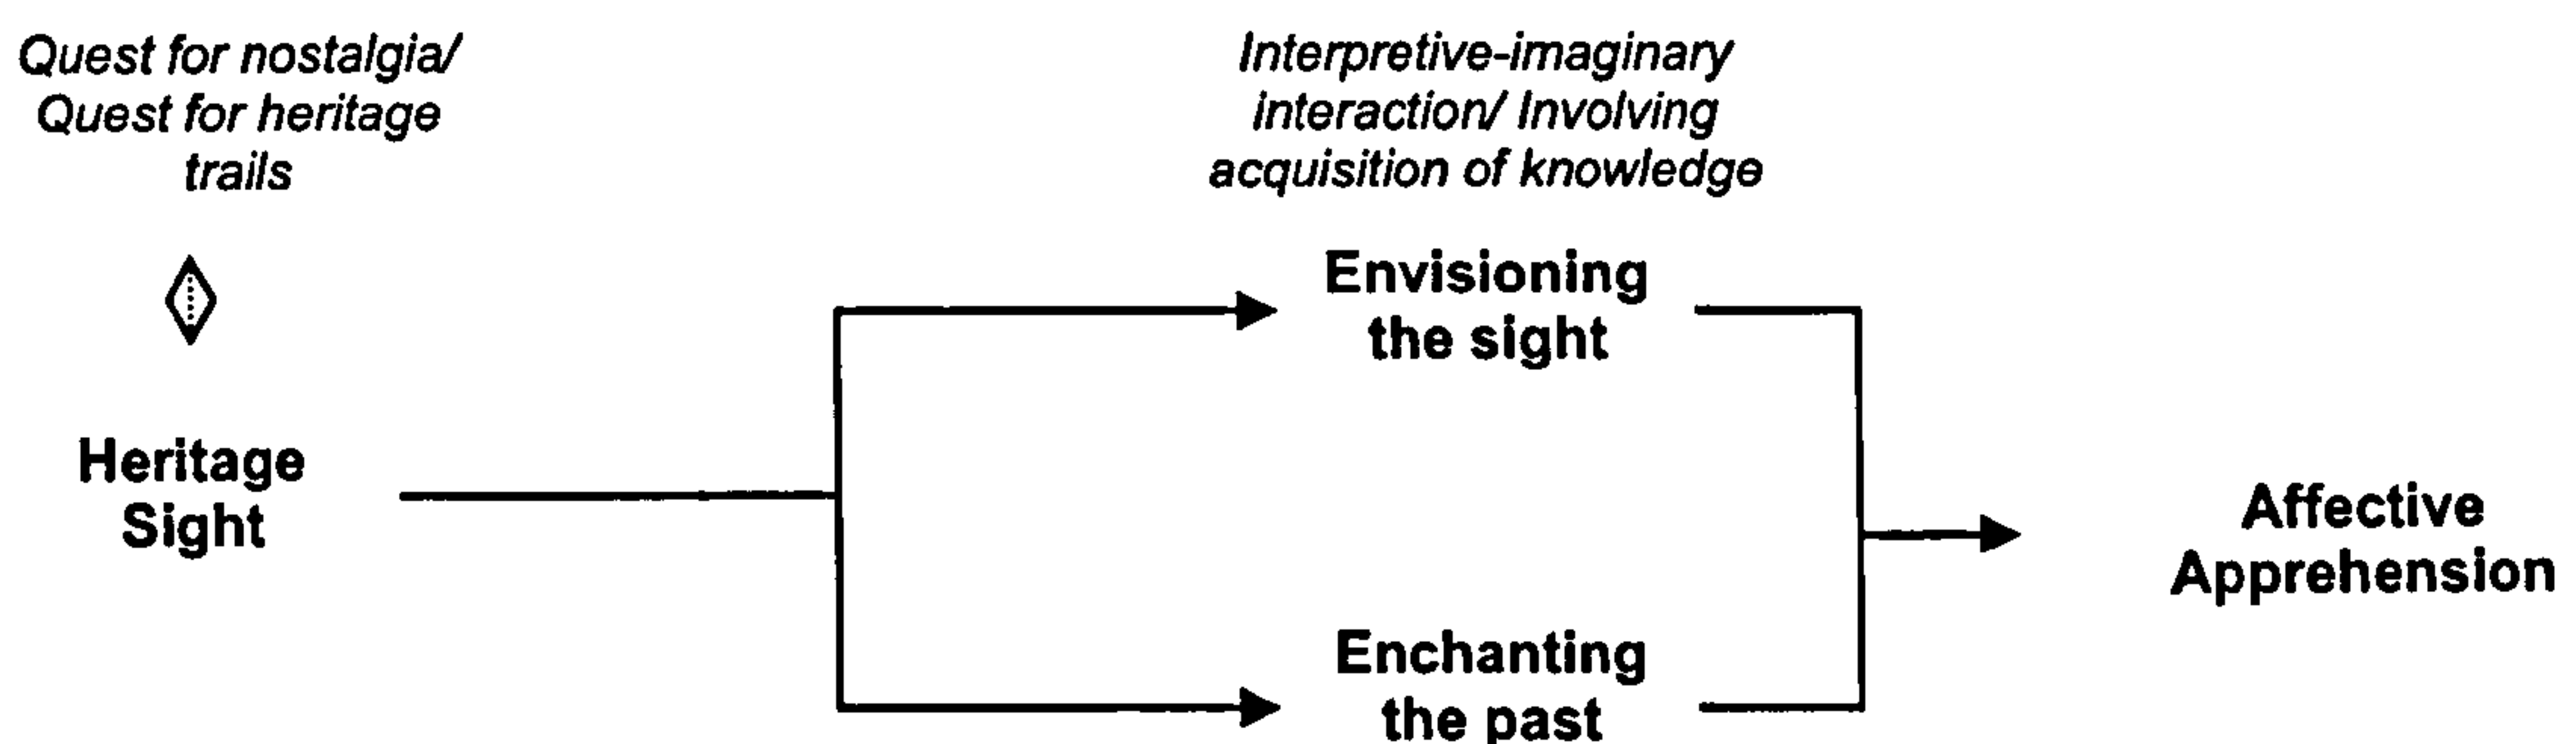 Quest for nostalgia/
Quest for heritage
trails
Interpretive-imaginary
interaction/ Involving
acquisition of knowledge
Envisioning
the sight
Heritage
Sight
Affective
Apprehension
Enchanting
the past